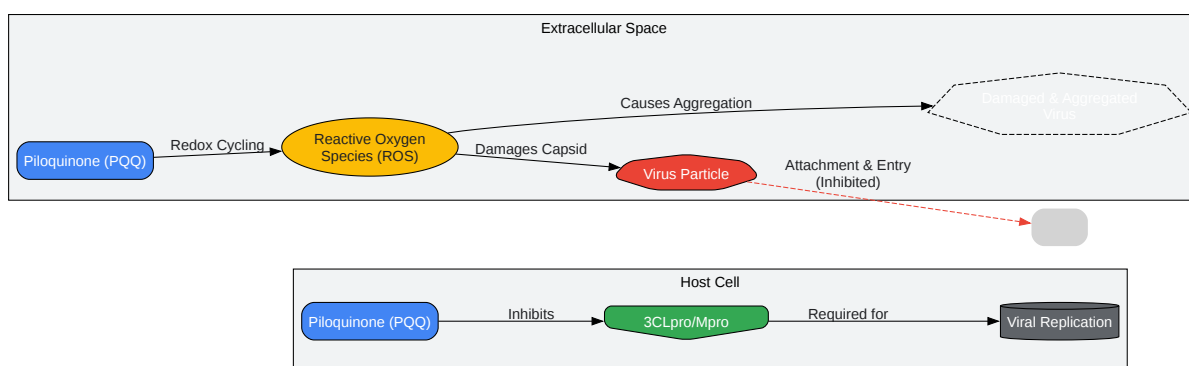 Extracellular Space
Damaged & Aggregated
Virus
Causes Aggregation
Piloquinone (PQQ)
Redox Cycling
Reactive Oxygen
Species (ROS)
Damages Capsid
Virus Particle
Attachment & Entry
(Inhibited)
Host Cell
Piloquinone (PQQ)
Inhibits
3CLpro/Mpro
Required for
Viral Replication